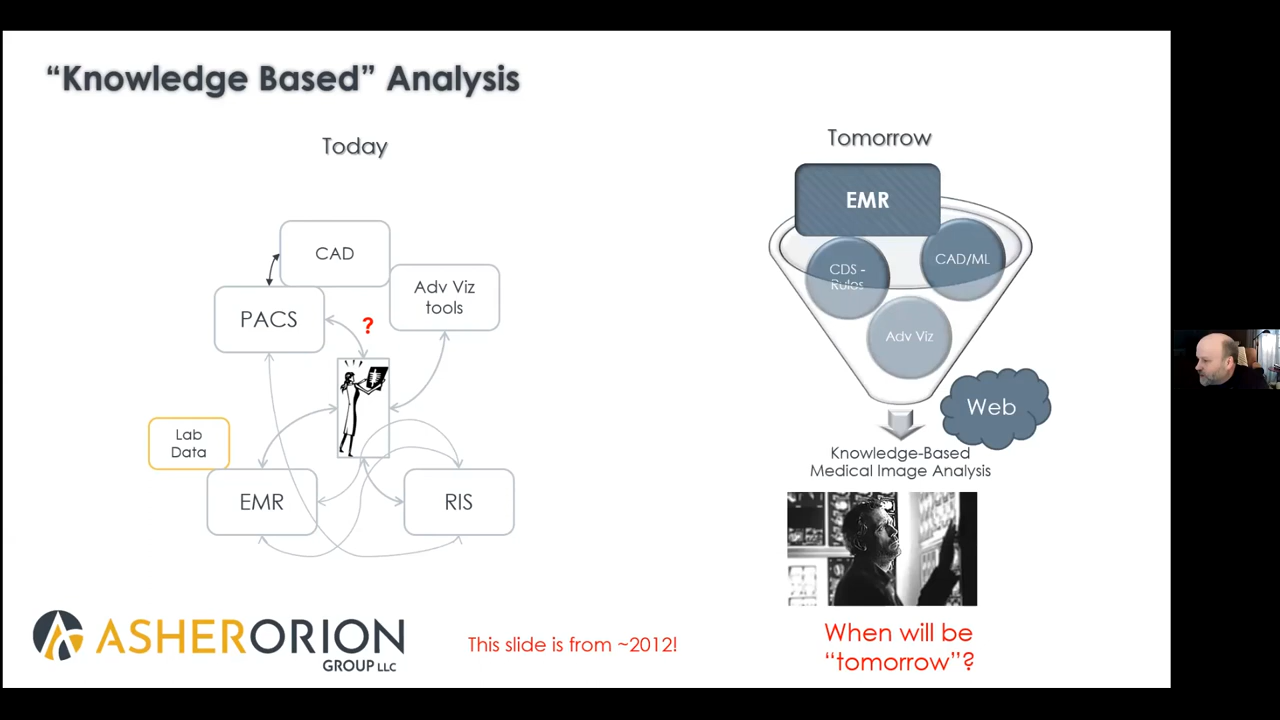 “Knowledge Based” Analysis
Today
CAD
Adv Viz
tools
PACS
?
Lab
Data
EMR
RIS
Tomorrow
EMR
CDS -
Rules
CAD/ML
Adv Viz
Web
Knowledge-Based
Medical Image Analysis
ASHERORION
GROUP LLC
This slide is from ~2012!
When will be
“tomorrow”?